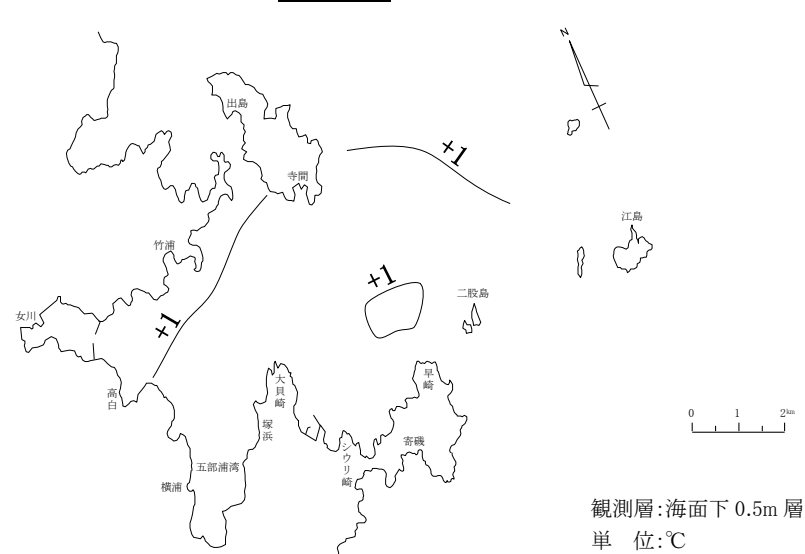 N
出島
+1
寺間
江島
竹浦
+1
二股島
女川
+1
大貝崎
早崎
高白
0 1 2km
塚浜
寄磯
シウリ崎
五部浦湾
横浦
観測層:海面下 0.5m 層
単 位:℃